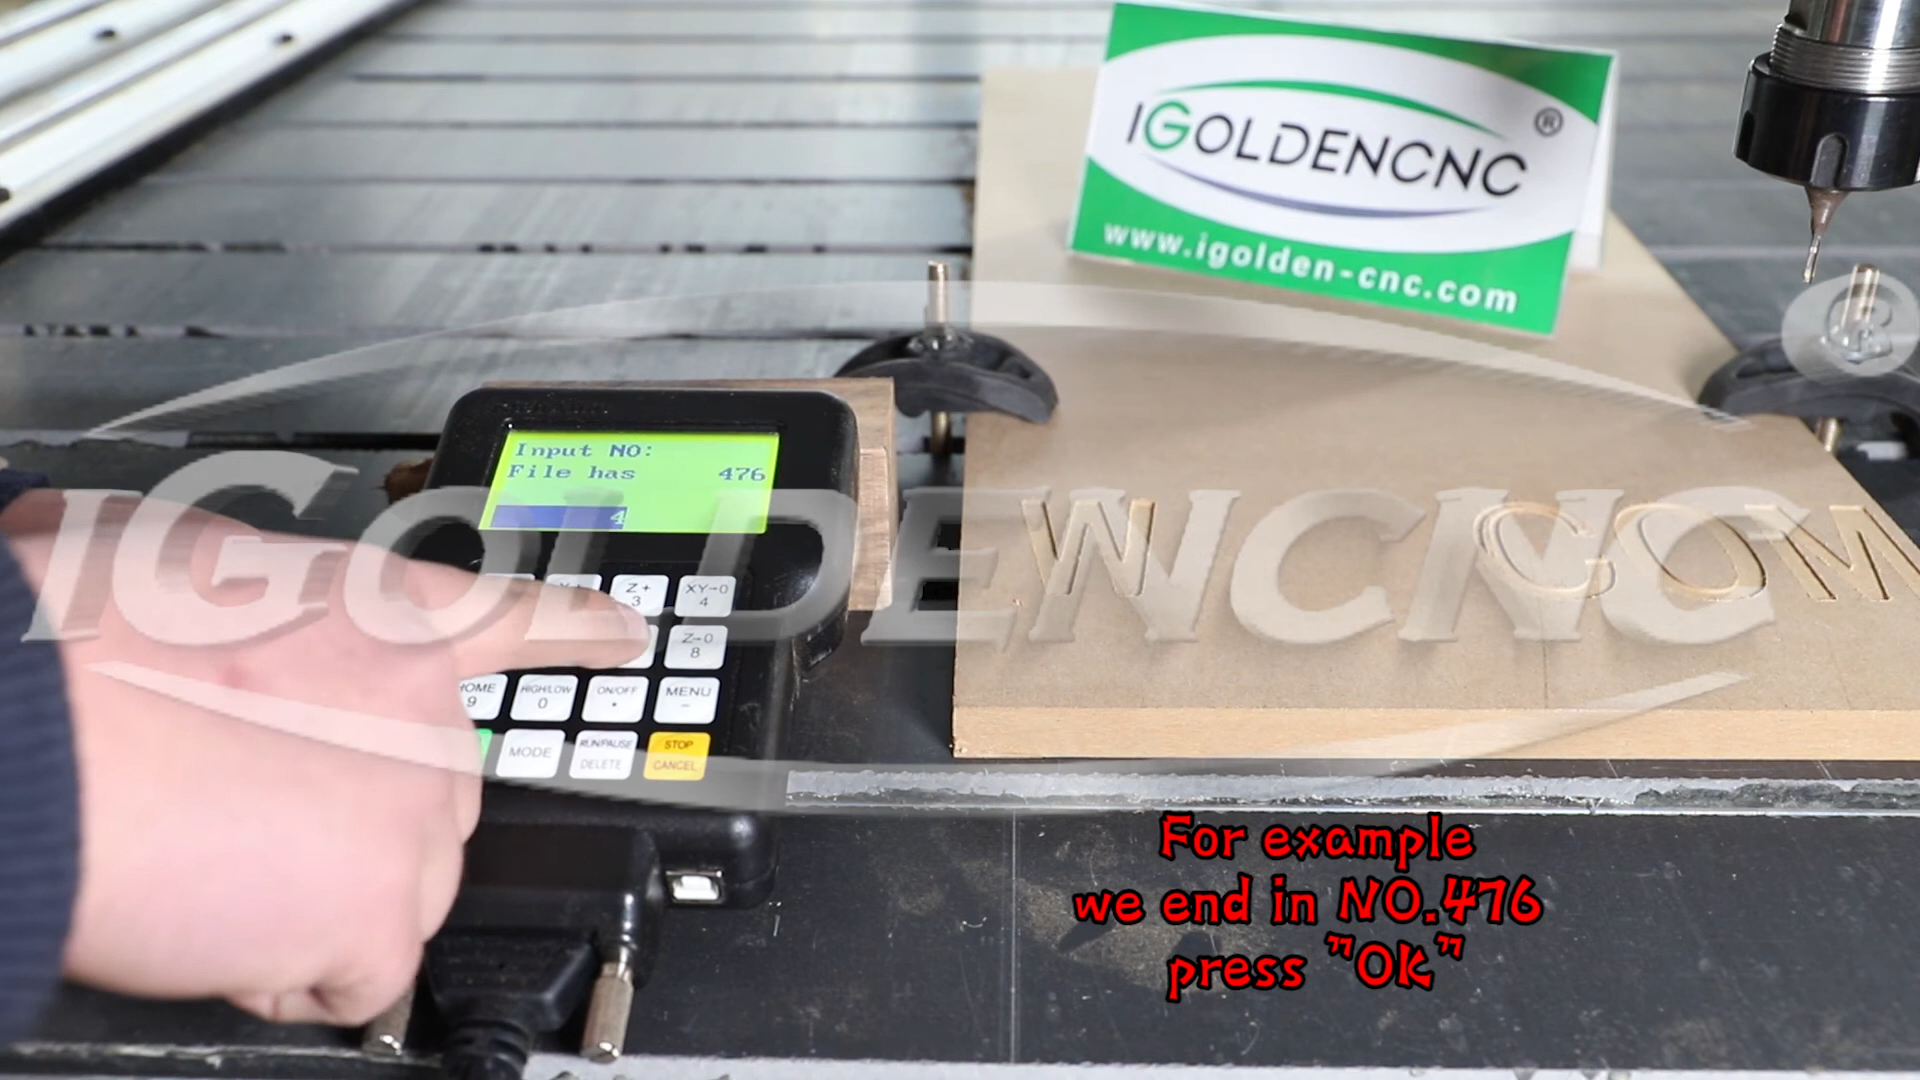 IGOLDENCNC ®
www.igolden-cnc.com
Input NO:
File has 476
4
IGOLDENCNC ®
W COM
Z+
3
XY→0
4
Z→0
8
HOME
9
HIGH/LOW
0
ON/OFF
.
MENU
-
MODE
RUN/PAUSE
DELETE
STOP
CANCEL
For example
we end in NO.476
press "OK"